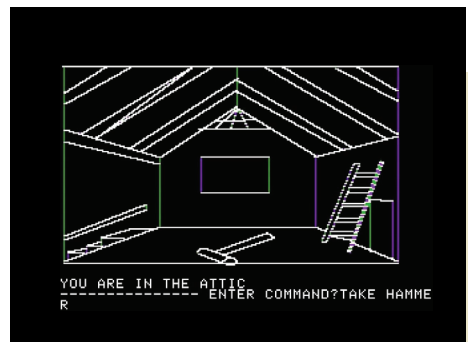 YOU ARE IN THE ATTIC
--------------- ENTER COMMAND?TAKE HAMME
R